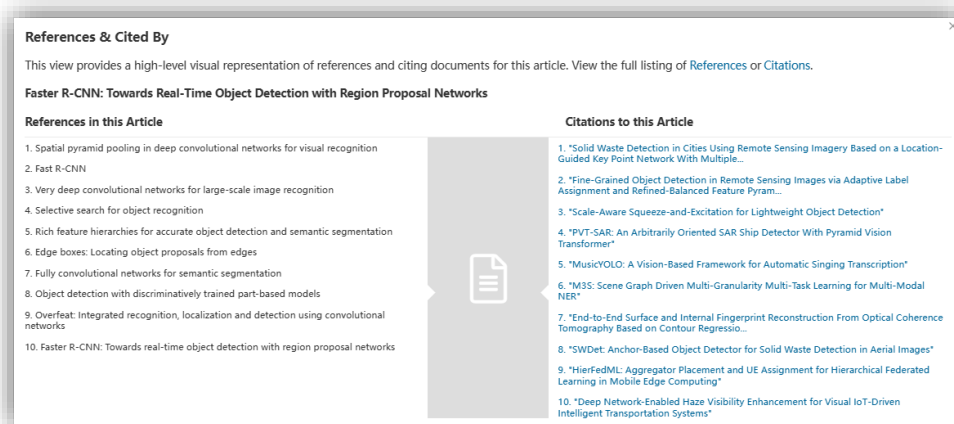 References & Cited By
This view provides a high-level visual representation of references and citing documents for this article. View the full listing of References or Citations.
Faster R-CNN: Towards Real-Time Object Detection with Region Proposal Networks
References in this Article
1. Spatial pyramid pooling in deep convolutional networks for visual recognition
2. Fast R-CNN
3. Very deep convolutional networks for large-scale image recognition
4. Selective search for object recognition
5. Rich feature hierarchies for accurate object detection and semantic segmentation
6. Edge boxes: Locating object proposals from edges
7. Fully convolutional networks for semantic segmentation
8. Object detection with discriminatively trained part-based models
9. Overfeat: Integrated recognition, localization and detection using convolutional
networks
10. Faster R-CNN: Towards real-time object detection with region proposal networks
Citations to this Article
1. "Solid Waste Detection in Cities Using Remote Sensing Imagery Based on a Location-
Guided Key Point Network With Multiple...
2. "Fine-Grained Object Detection in Remote Sensing Images via Adaptive Label
Assignment and Refined-Balanced Feature Pyram...
3. "Scale-Aware Squeeze-and-Excitation for Lightweight Object Detection"
4. "PVT-SAR: An Arbitrarily Oriented SAR Ship Detector With Pyramid Vision
Transformer"
5. "MusicYOLO: A Vision-Based Framework for Automatic Singing Transcription"
6. "M3S: Scene Graph Driven Multi-Granularity Multi-Task Learning for Multi-Modal
NER"
7. "End-to-End Surface and Internal Fingerprint Reconstruction From Optical Coherence
Tomography Based on Contour Regressio...
8. "SWDet: Anchor-Based Object Detector for Solid Waste Detection in Aerial Images"
9. "HierFedML: Aggregator Placement and UE Assignment for Hierarchical Federated
Learning in Mobile Edge Computing"
10. "Deep Network-Enabled Haze Visibility Enhancement for Visual IoT-Driven
Intelligent Transportation Systems"